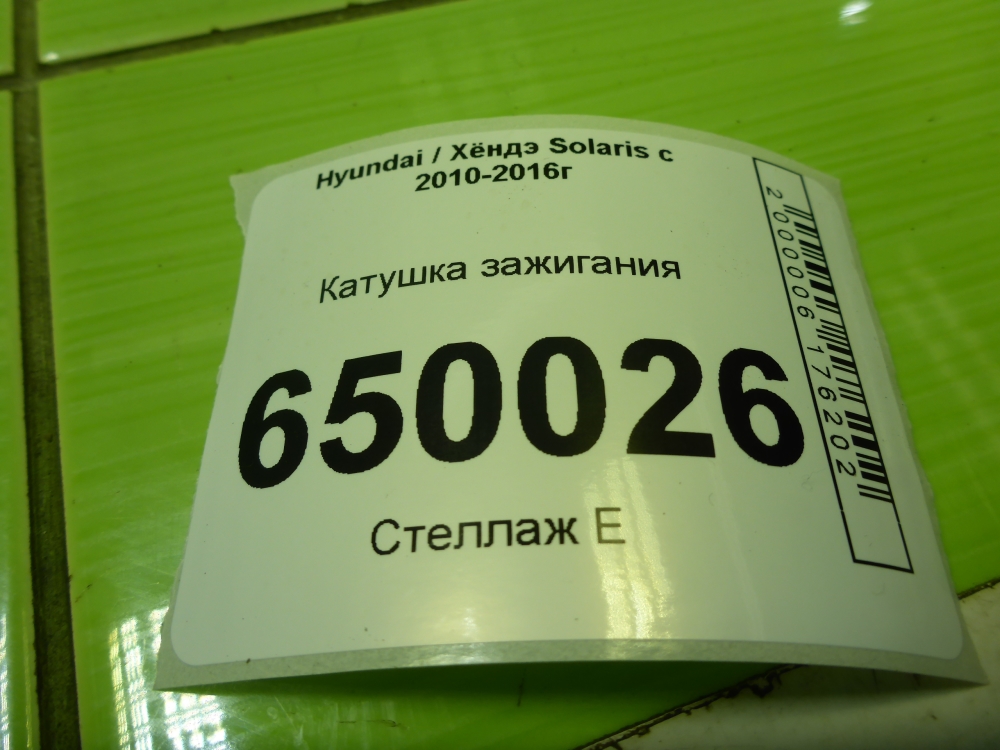 Hyundai / Хёндэ Solaris с
2010-2016г
Катушка зажигания
650026
Стеллаж Е
2000006176202